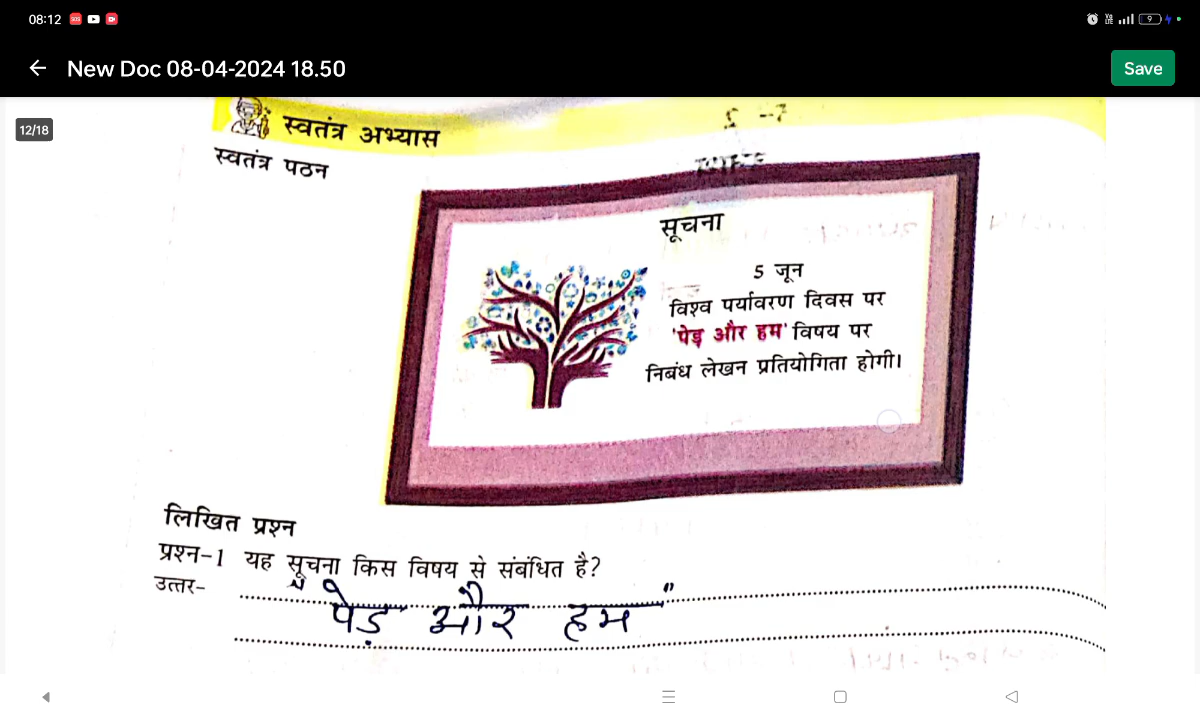 08:12 SOS
9
New Doc 08-04-2024 18.50
Save
12/18
स्वतंत्र अभ्यास
स्वतंत्र पठन
सूचना
5 जून
विश्व पर्यावरण दिवस पर
'पेड़ और हम' विषय पर
निबंध लेखन प्रतियोगिता होगी।
लिखित प्रश्न
प्रश्न-1 यह सूचना किस विषय से संबंधित है?
उत्तर-
"पेड़ और हम"